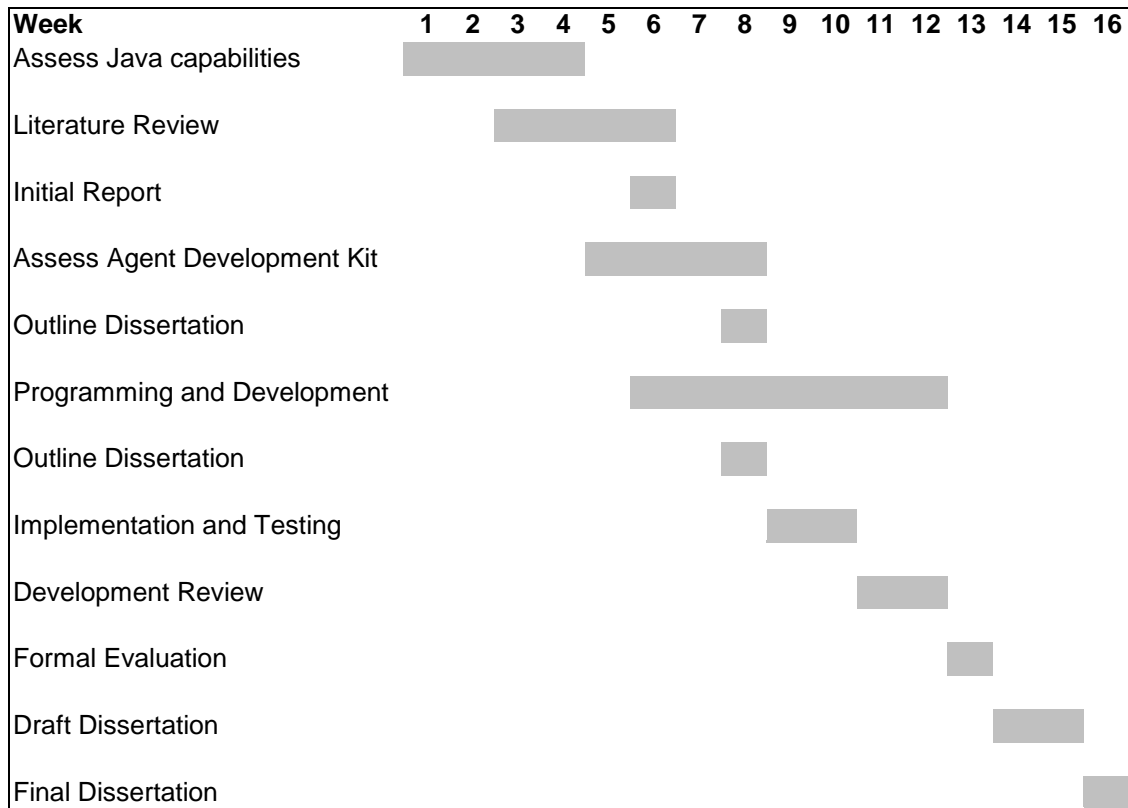 Week 1 2 3 4 5 6 7 8 9 10 11 12 13 14 15 16
Assess Java capabilities
Literature Review
Initial Report
Assess Agent Development Kit
Outline Dissertation
Programming and Development
Outline Dissertation
Implementation and Testing
Development Review
Formal Evaluation
Draft Dissertation
Final Dissertation